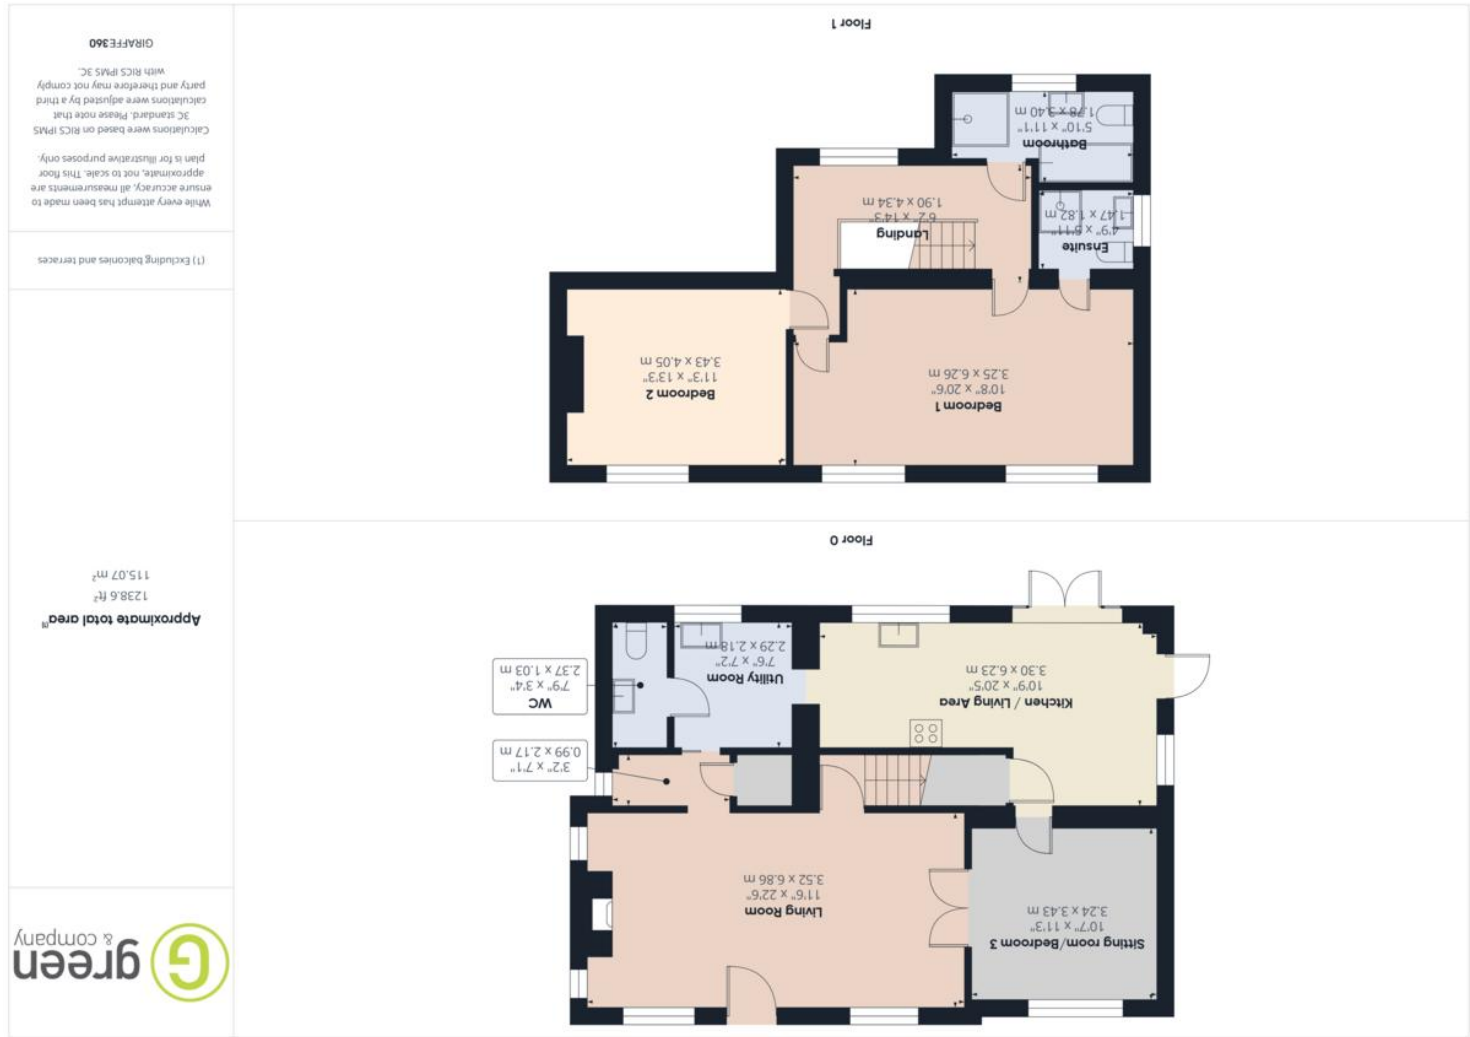 green
& company
Approximate total area⁽¹⁾
1238.6 ft²
115.07 m²
(1) Excluding balconies and terraces
While every attempt has been made to
ensure accuracy, all measurements are
approximate, not to scale. This floor
plan is for illustrative purposes only.
Calculations were based on RICS IPMS
3C standard. Please note that
calculations were adjusted by a third
party and therefore may not comply
with RICS IPMS 3C.
GIRAFFE360
Sitting room/Bedroom 3
10'7" x 11'3"
3.24 x 3.43 m
Living Room
11'6" x 22'6"
3.52 x 6.86 m
3'2" x 7'1"
0.99 x 2.17 m
Kitchen / Living Area
10'9" x 20'5"
3.30 x 6.23 m
Utility Room
7'6" x 7'2"
2.29 x 2.18 m
WC
7'9" x 3'4"
2.37 x 1.03 m
Floor 0
Bedroom 1
10'8" x 20'6"
3.25 x 6.26 m
Bedroom 2
11'3" x 13'3"
3.43 x 4.05 m
Ensuite
4'9" x 5'11"
1.47 x 1.82 m
Landing
6'2" x 14'3"
1.90 x 4.34 m
Bathroom
5'10" x 11'1"
1.78 x 3.40 m
Floor 1